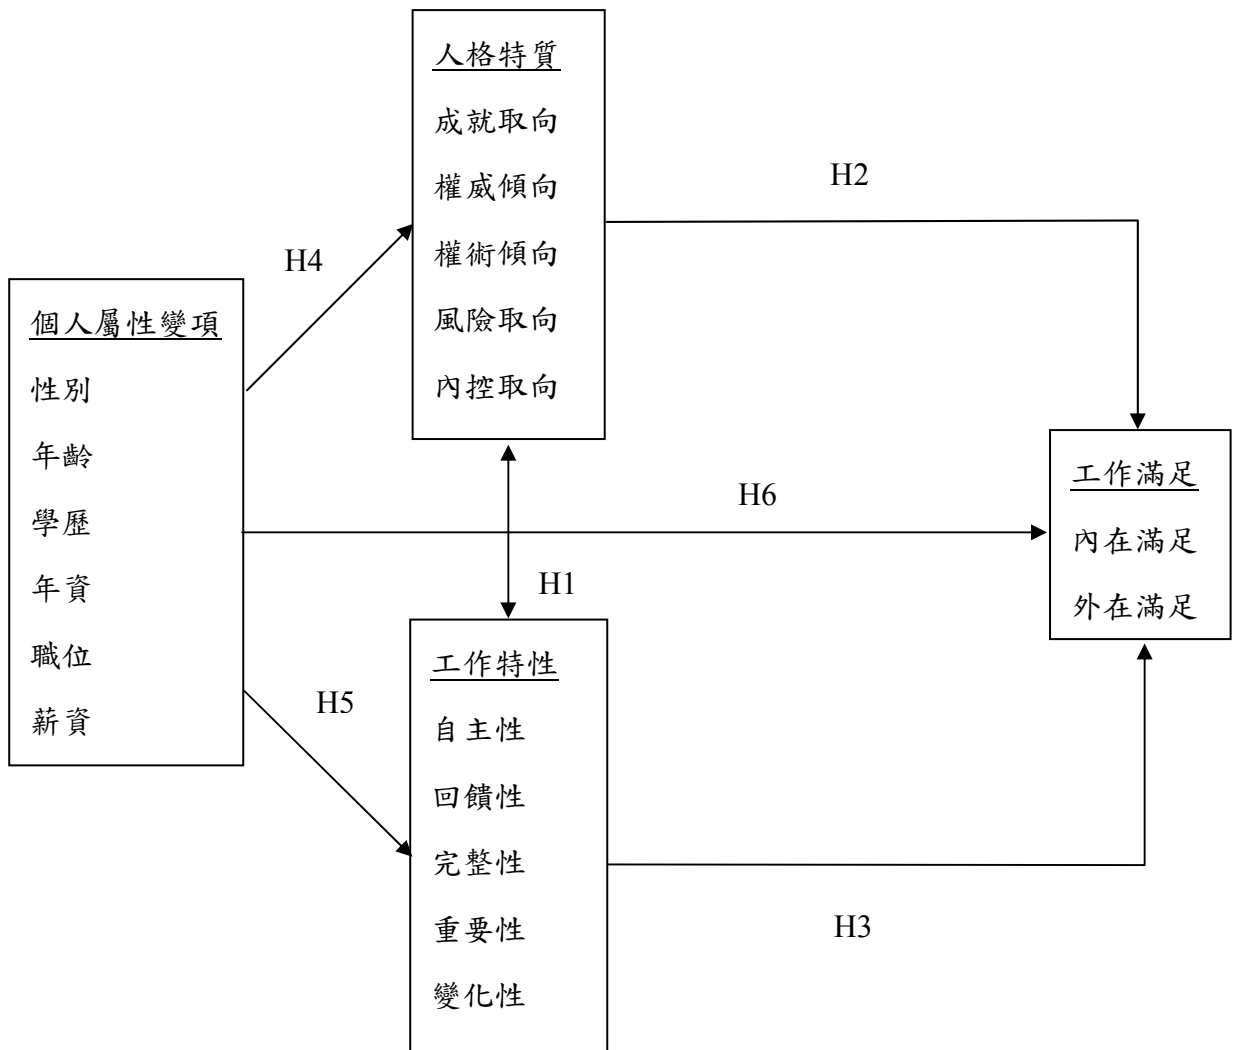 人格特質
成就取向
權威傾向
權術傾向
風險取向
內控取向
H2
H4
個人屬性變項
性別
年齡
學歷
年資
職位
薪資
H6
H1
工作滿足
內在滿足
外在滿足
H5
工作特性
自主性
回饋性
完整性
重要性
變化性
H3